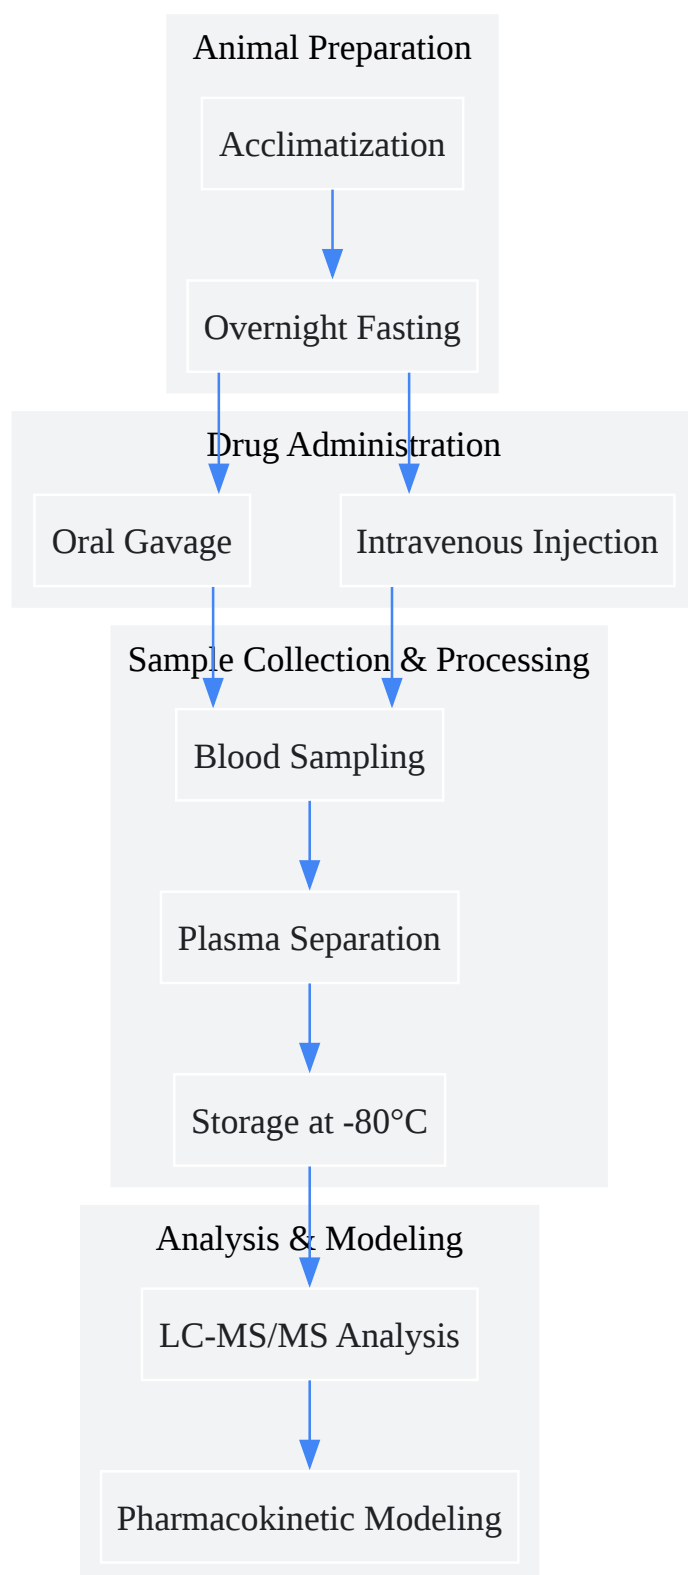 Animal Preparation
Acclimatization
Overnight Fasting
Drug Administration
Oral Gavage
Intravenous Injection
Sample Collection & Processing
Blood Sampling
Plasma Separation
Storage at -80°C
Analysis & Modeling
LC-MS/MS Analysis
Pharmacokinetic Modeling